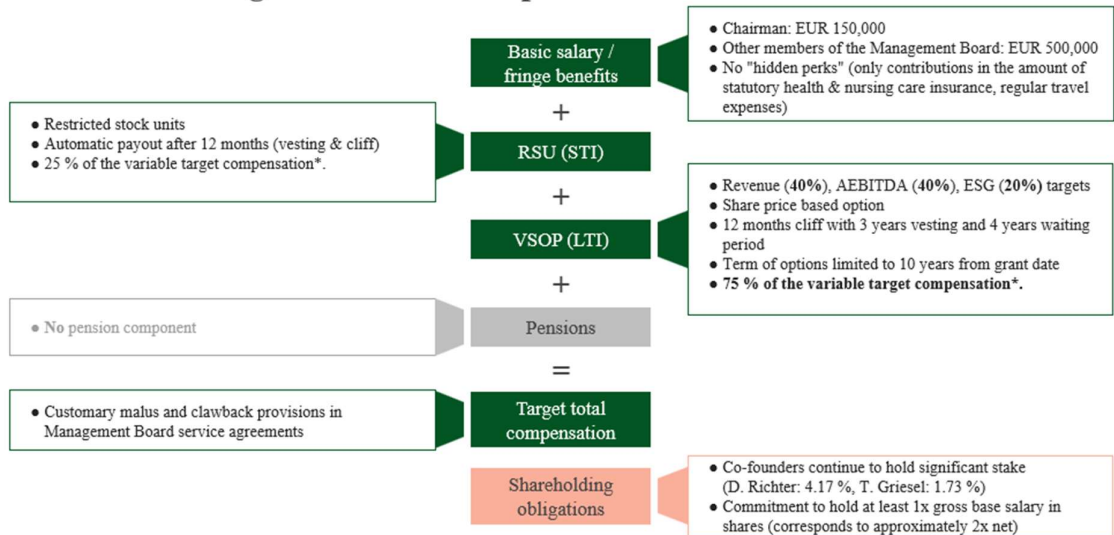 Basic salary /
fringe benefits
● Chairman: EUR 150,000
● Other members of the Management Board: EUR 500,000
● No "hidden perks" (only contributions in the amount of
statutory health & nursing care insurance, regular travel
expenses)
+
● Restricted stock units
● Automatic payout after 12 months (vesting & cliff)
● 25 % of the variable target compensation*.
RSU (STI)
+
● Revenue (40%), AEBITDA (40%), ESG (20%) targets
● Share price based option
● 12 months cliff with 3 years vesting and 4 years waiting
period
● Term of options limited to 10 years from grant date
● 75 % of the variable target compensation*.
VSOP (LTI)
+
● No pension component
Pensions
=
● Customary malus and clawback provisions in
Management Board service agreements
Target total
compensation
Shareholding
obligations
● Co-founders continue to hold significant stake
(D. Richter: 4.17 %, T. Griesel: 1.73 %)
● Commitment to hold at least 1x gross base salary in
shares (corresponds to approximately 2x net)